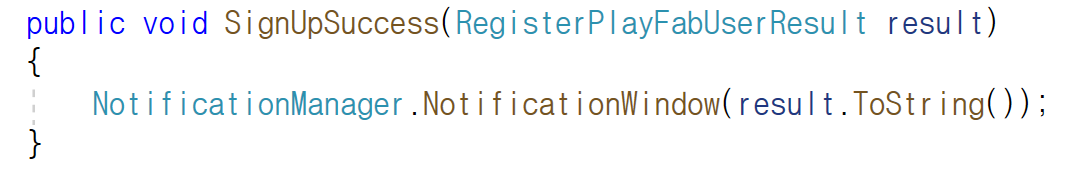 public void SignUpSuccess(RegisterPlayFabUserResult result)
{
    NotificationManager.NotificationWindow(result.ToString());
}